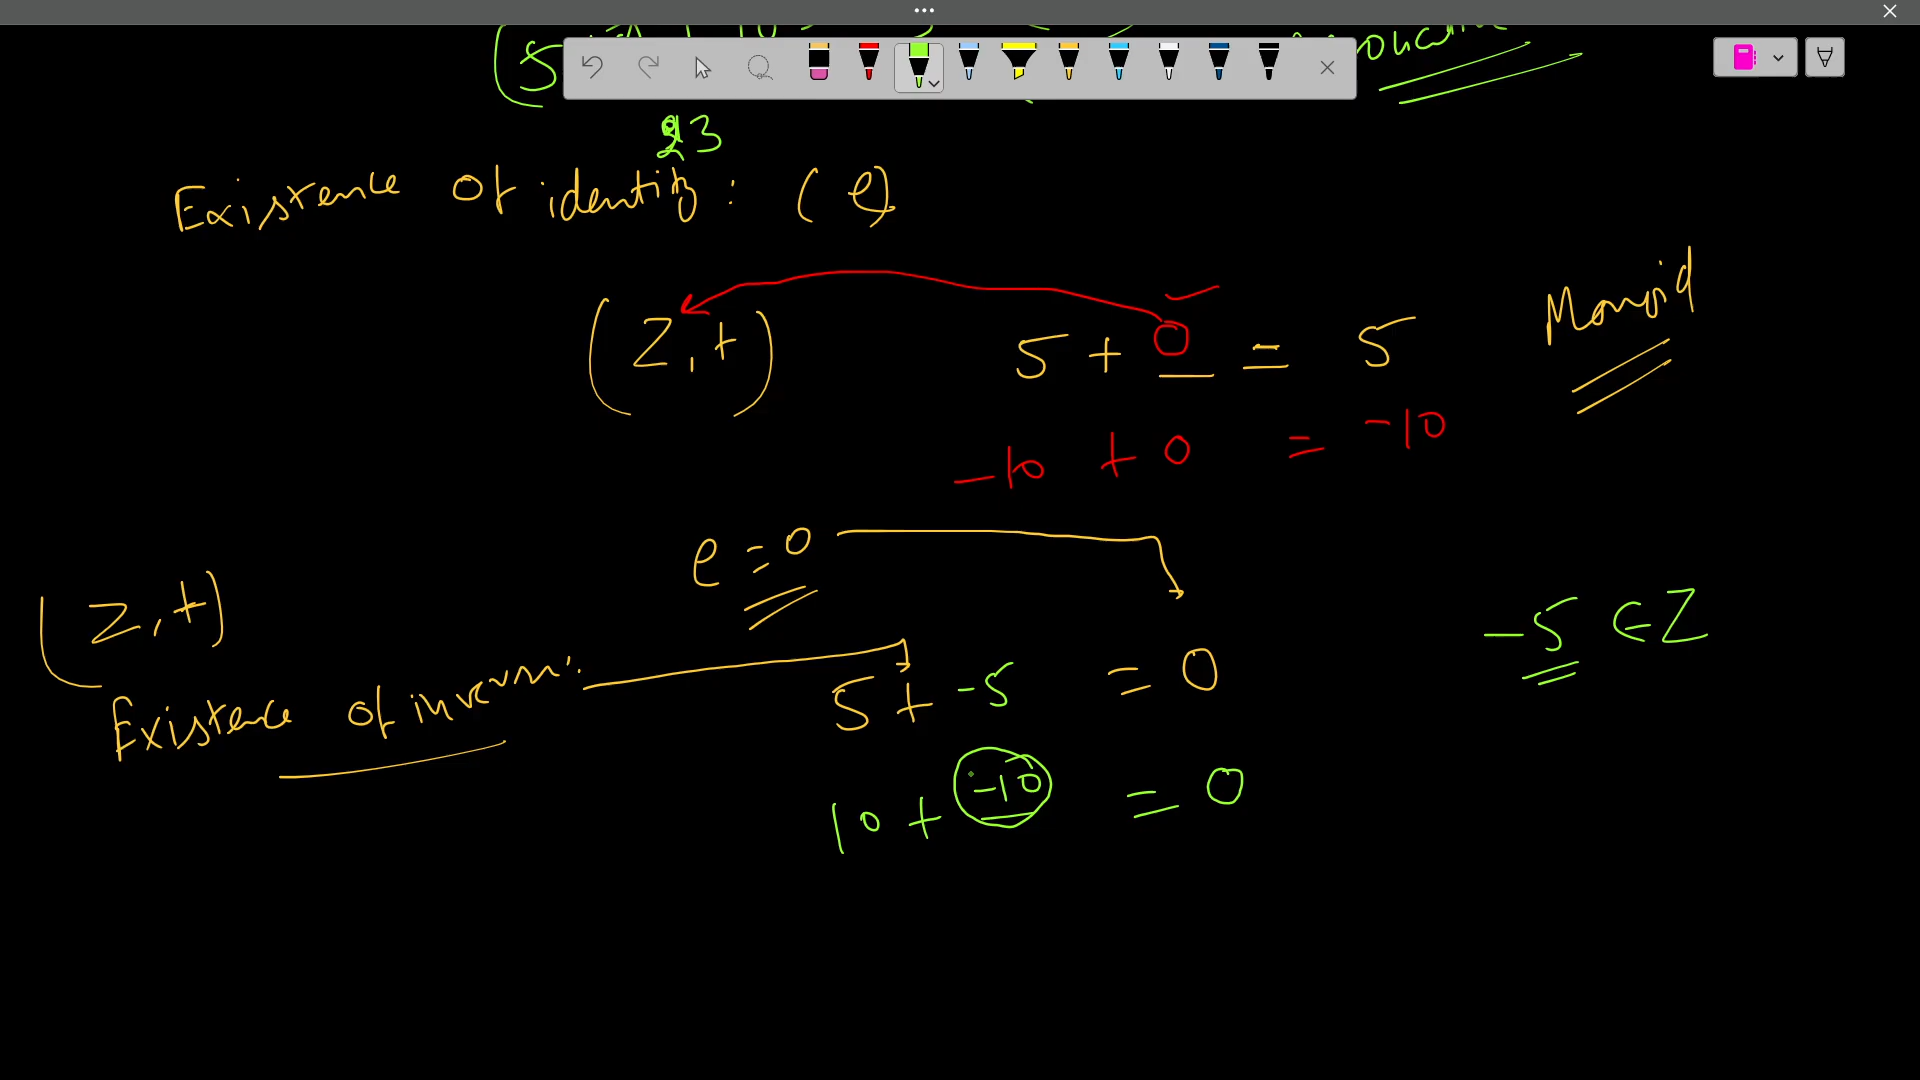 (5
23
Existence of identity: (e)
(Z, +) 5 + 0 = 5 Monoid
-10 + 0 = -10
e = 0
(Z, +) -5 ∈ Z
Existence of inverse: 5 + -5 = 0
10 + -10 = 0